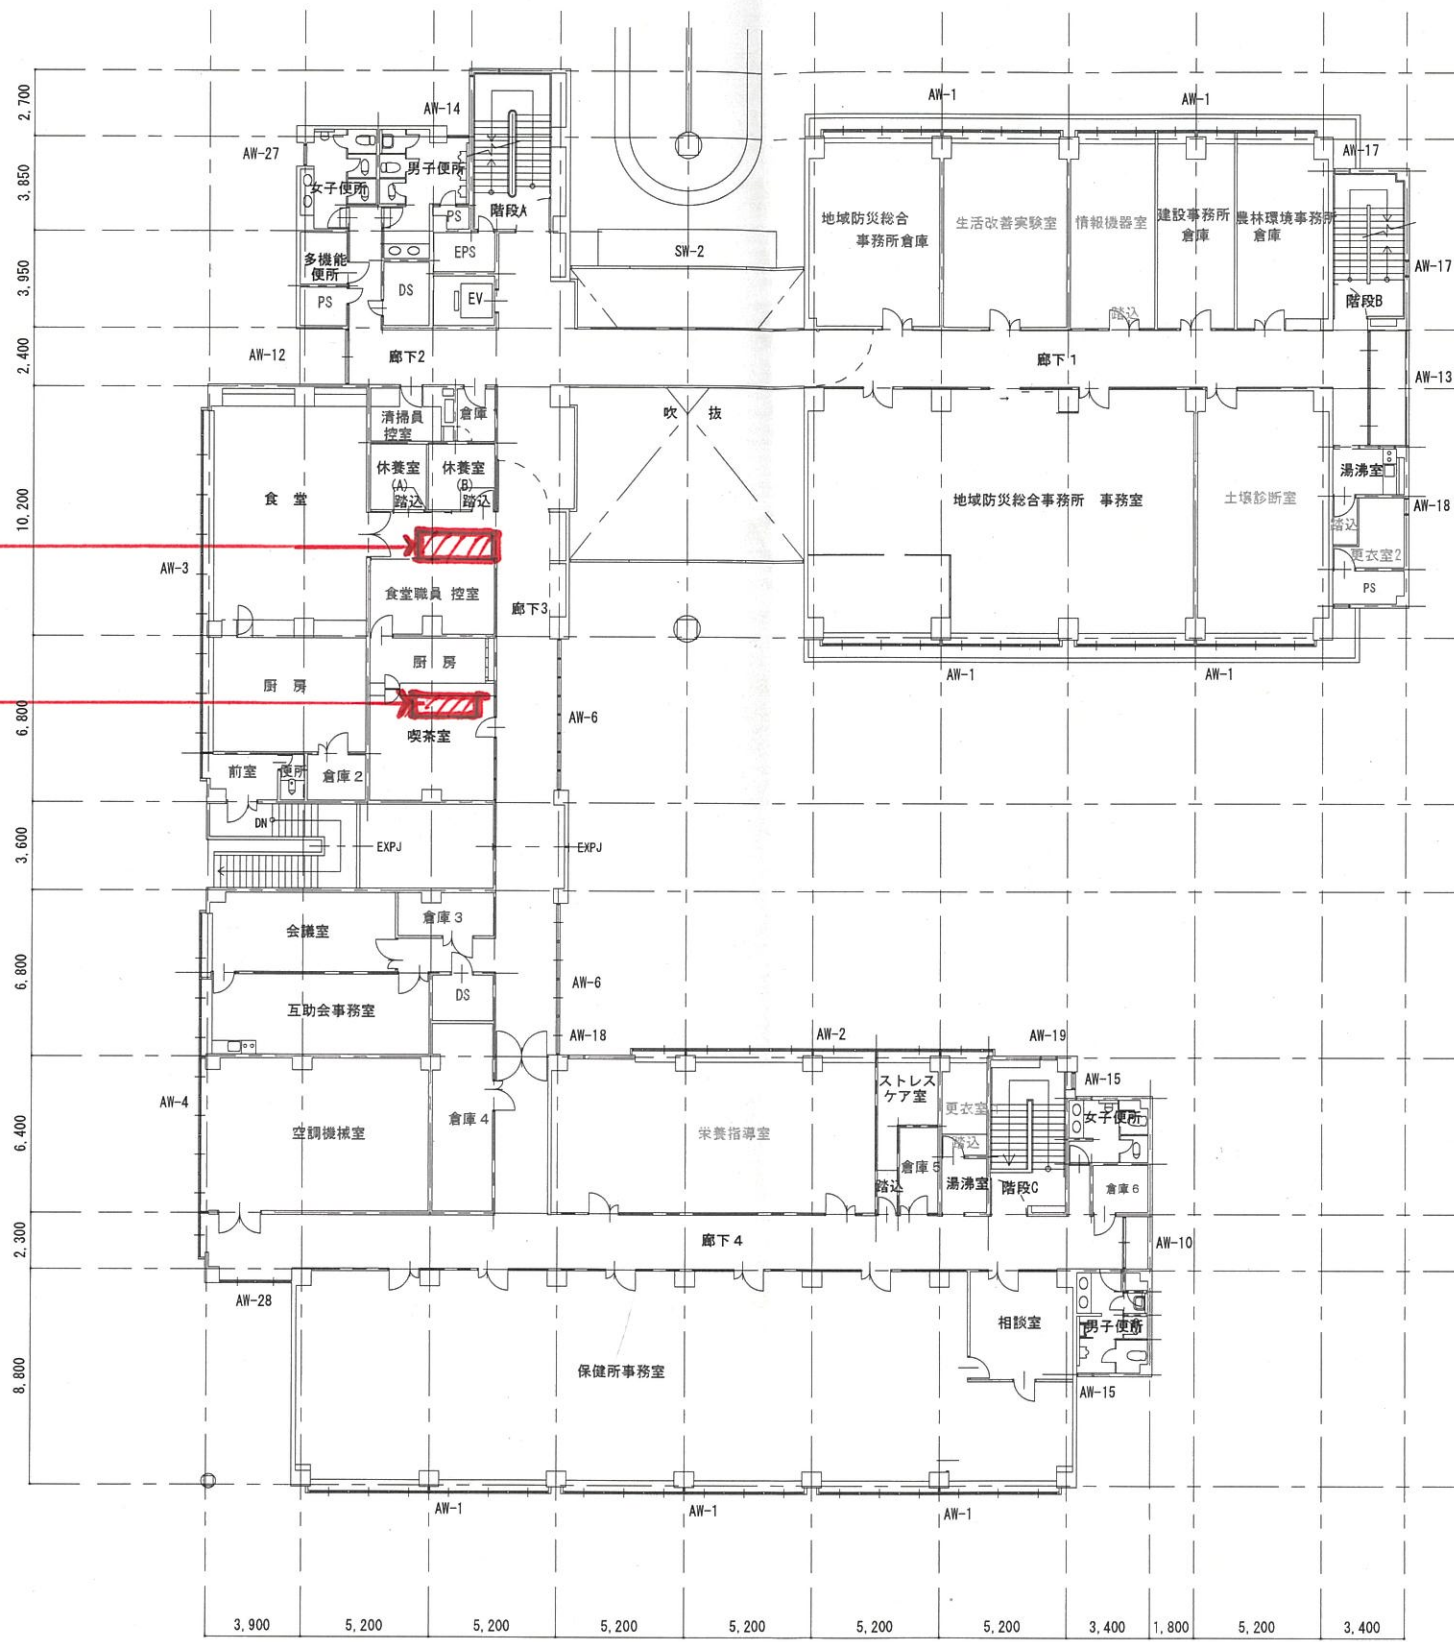 2,700
3,850
3,950
2,400
10,200
6,800
3,600
6,800
6,400
2,300
8,800
AW-14
AW-1
AW-1
AW-27
男子便所
女子便所
AW-17
PS
階段A
地域防災総合
事務所倉庫
生活改善実験室
情報機器室
建設事務所
倉庫
農林環境事務所
倉庫
EPS
SW-2
多機能
便所
AW-17
DS
EV
PS
踏込
階段B
AW-12
廊下2
廊下1
AW-13
清掃員
控室
倉庫
吹 抜
休養室
(A)
踏込
休養室
(B)
踏込
湯沸室
食 堂
地域防災総合事務所 事務室
土壌診断室
AW-18
踏込
更衣室2
AW-3
食堂職員 控室
PS
廊下3
厨 房
AW-1
AW-1
厨 房
AW-6
喫茶室
前室
便所
倉庫2
DN
EXPJ
EXPJ
倉庫3
会議室
AW-6
DS
互助会事務室
AW-18
AW-2
AW-19
ストレス
ケア室
AW-15
AW-4
更衣室
女子便所
倉庫4
空調機械室
栄養指導室
踏込
倉庫5
踏込
湯沸室
階段C
倉庫6
廊下4
AW-10
AW-28
相談室
男子便所
保健所事務室
AW-15
AW-1
AW-1
AW-1
3,900
5,200
5,200
5,200
5,200
5,200
5,200
3,400
1,800
5,200
3,400